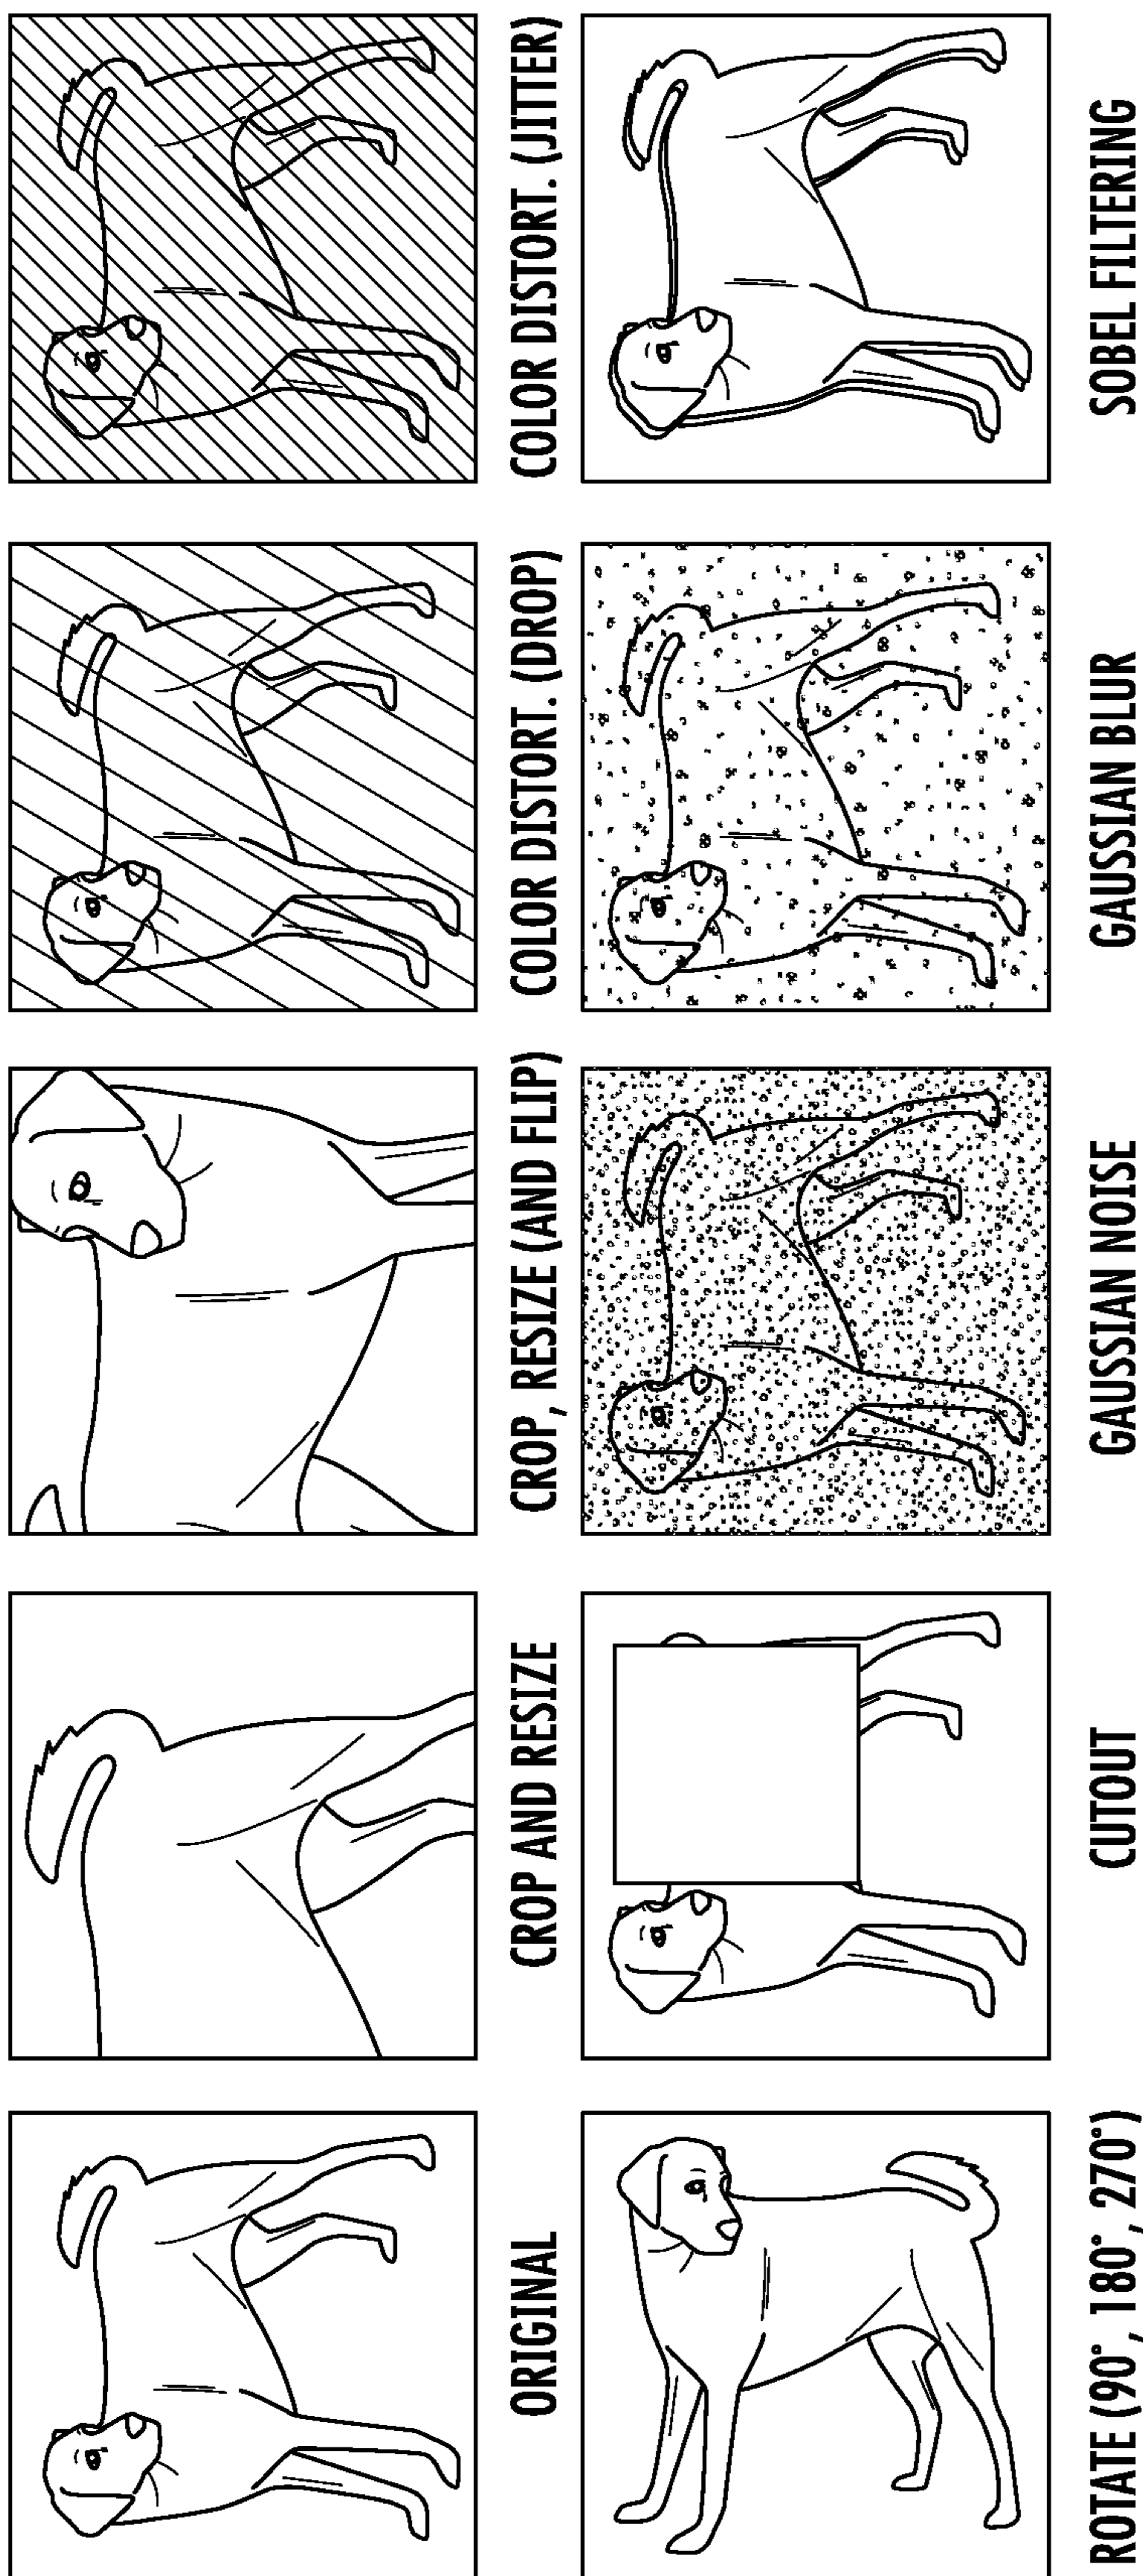 ORIGINAL
CROP AND RESIZE
CROP, RESIZE (AND FLIP)
COLOR DISTORT. (DROP)
COLOR DISTORT. (JITTER)
ROTATE (90°, 180°, 270°)
CUTOUT
GAUSSIAN NOISE
GAUSSIAN BLUR
SOBEL FILTERING